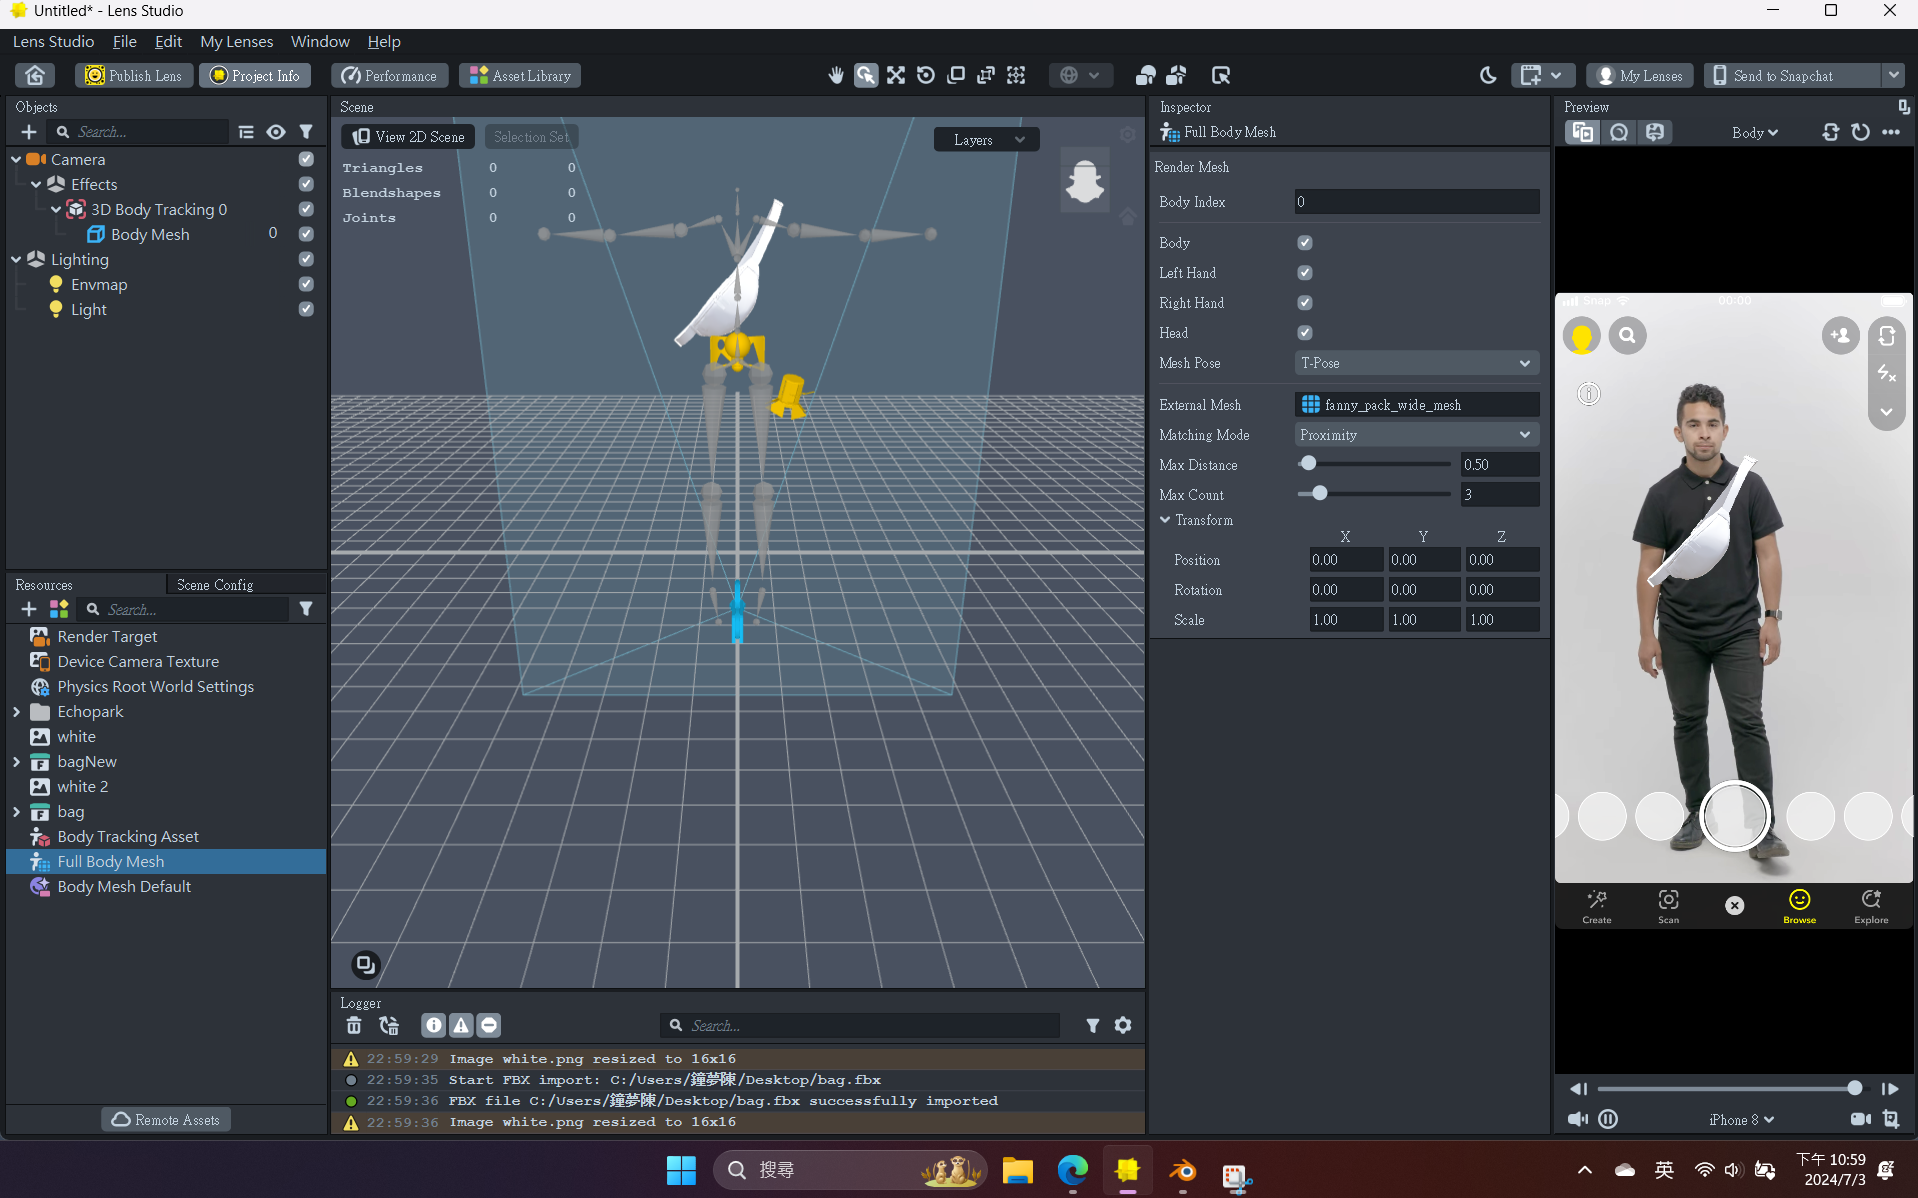 Untitled* - Lens Studio
Lens Studio File Edit My Lenses Window Help
Publish Lens Project Info Performance Asset Library My Lenses Send to Snapchat
Objects
Search...
Camera
Effects
3D Body Tracking 0
Body Mesh 0
Lighting
Envmap
Light
Resources Scene Config
Search...
Render Target
Device Camera Texture
Physics Root World Settings
Echopark
white
bagNew
white 2
bag
Body Tracking Asset
Full Body Mesh
Body Mesh Default
Remote Assets
Scene
View 2D Scene Selection Set Layers
Triangles 0 0
Blendshapes 0 0
Joints 0 0
Logger
Search...
22:59:29 Image white.png resized to 16x16
22:59:35 Start FBX import: C:/Users/鐘夢陳/Desktop/bag.fbx
22:59:36 FBX file C:/Users/鐘夢陳/Desktop/bag.fbx successfully imported
22:59:36 Image white.png resized to 16x16
Inspector
Full Body Mesh
Render Mesh
Body Index 0
Body
Left Hand
Right Hand
Head
Mesh Pose T-Pose
External Mesh fanny_pack_wide_mesh
Matching Mode Proximity
Max Distance 0.50
Max Count 3
Transform
X Y Z
Position 0.00 0.00 0.00
Rotation 0.00 0.00 0.00
Scale 1.00 1.00 1.00
Preview
Body
Snap 00:00
Create Scan Browse Explore
iPhone 8
搜尋
英
下午 10:59
2024/7/3